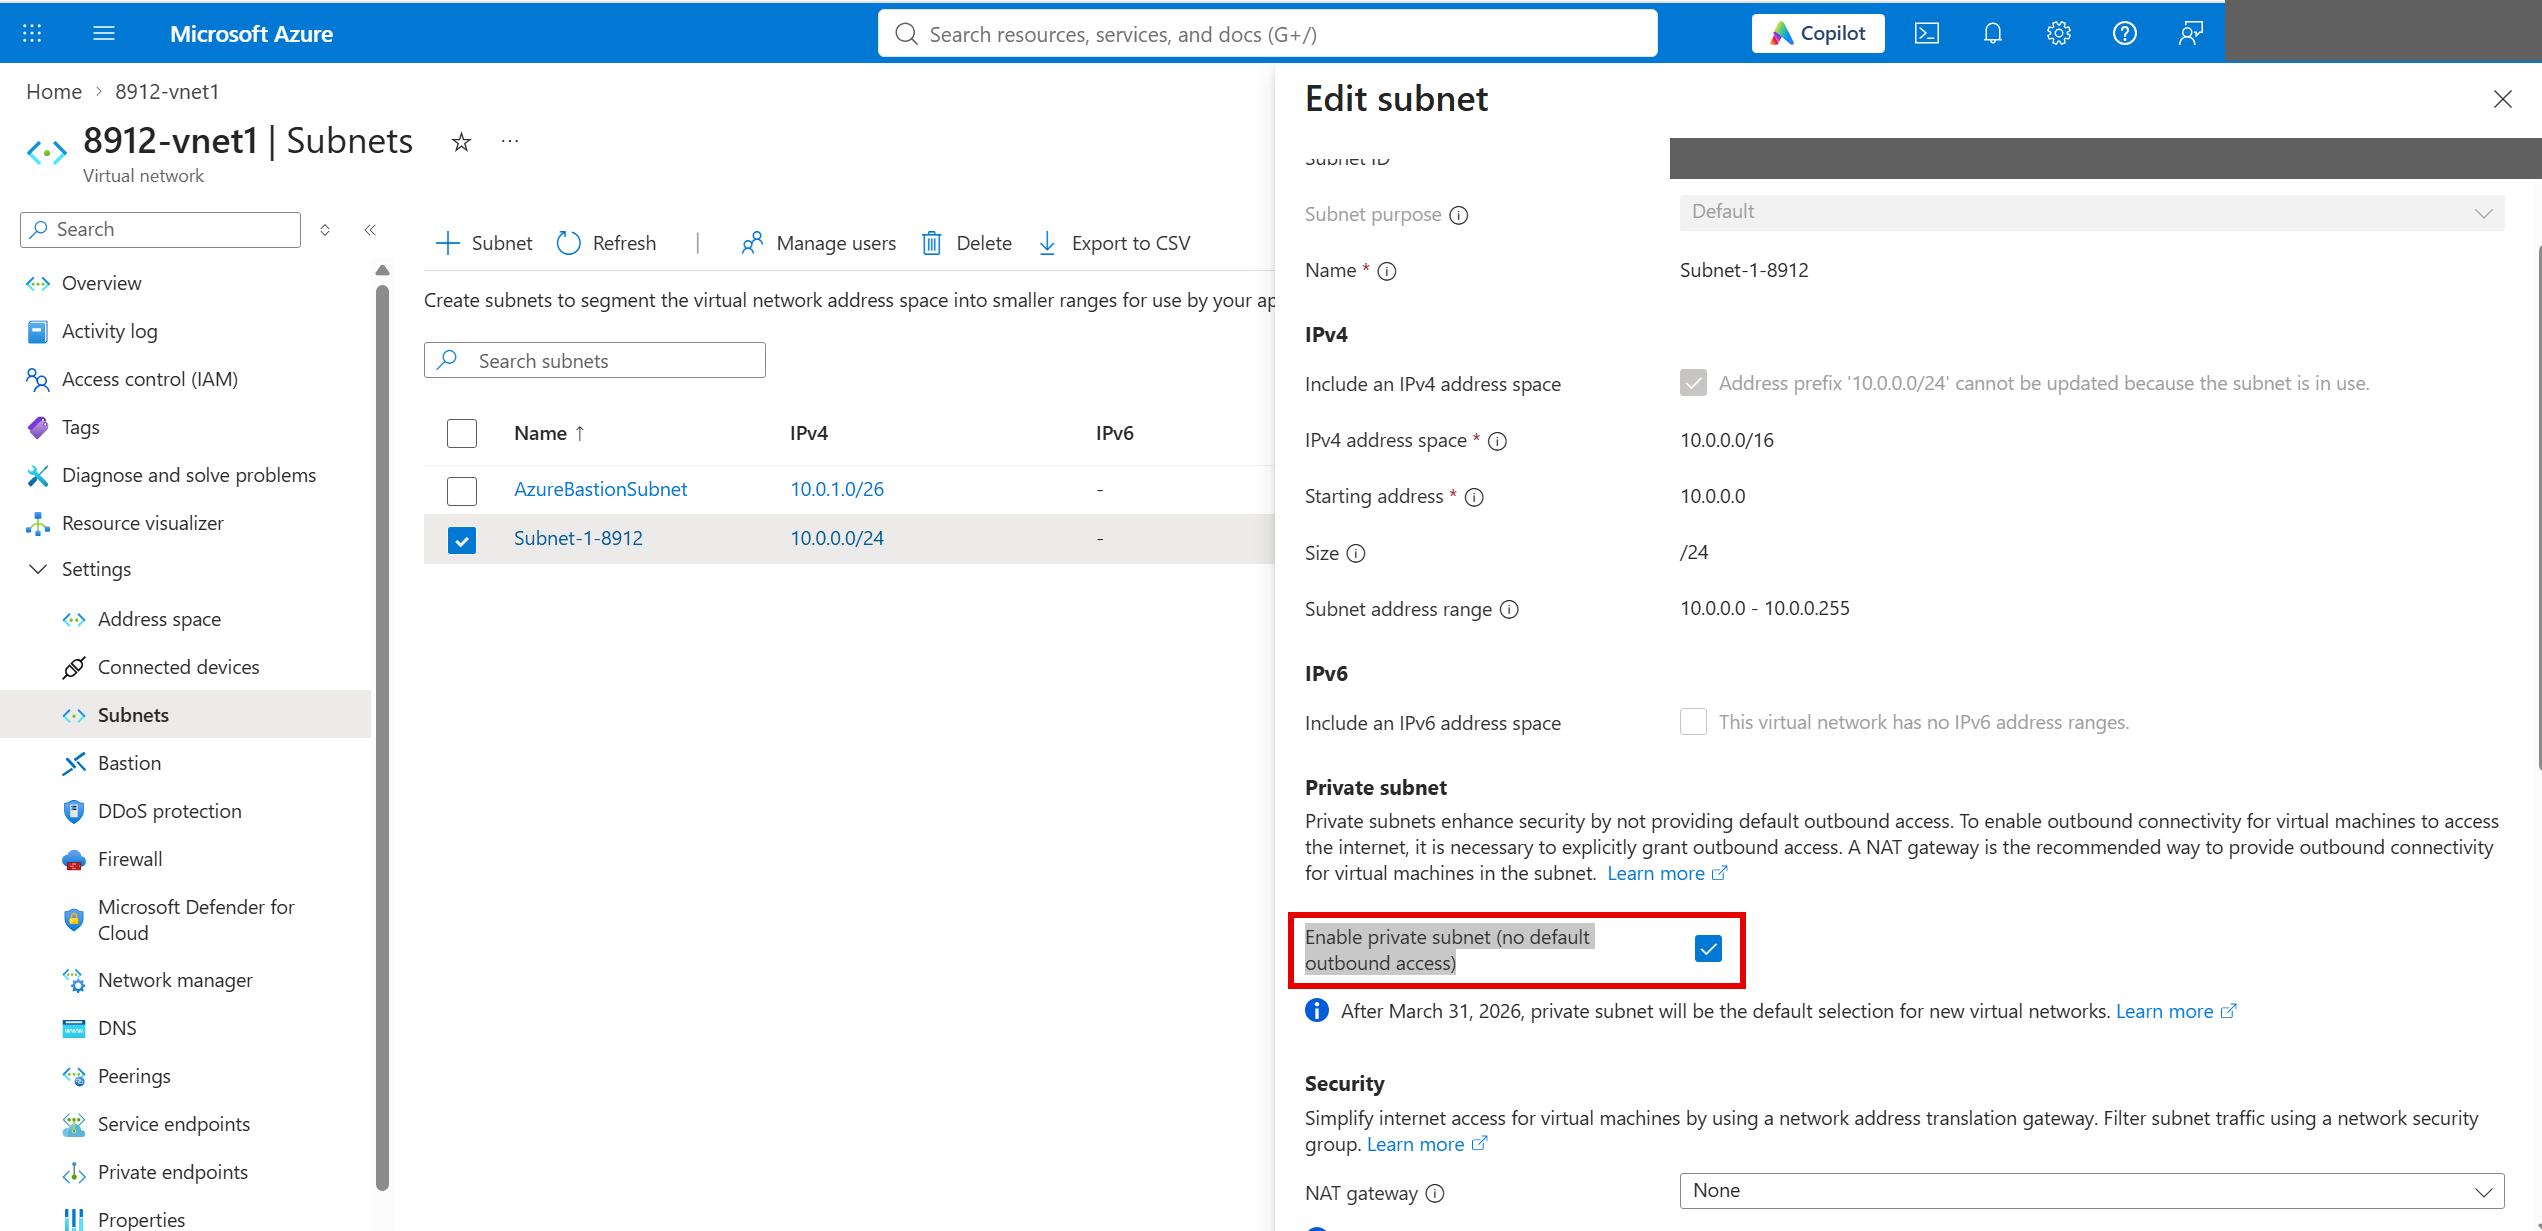 Microsoft Azure
Search resources, services, and docs (G+/)
Copilot
Home > 8912-vnet1
8912-vnet1 | Subnets
Virtual network
Search
Overview
Activity log
Access control (IAM)
Tags
Diagnose and solve problems
Resource visualizer
Settings
Address space
Connected devices
Subnets
Bastion
DDoS protection
Firewall
Microsoft Defender for
Cloud
Network manager
DNS
Peerings
Service endpoints
Private endpoints
Properties
Subnet Refresh | Manage users Delete Export to CSV
Create subnets to segment the virtual network address space into smaller ranges for use by your ap
Search subnets
Name ↑ IPv4 IPv6
AzureBastionSubnet 10.0.1.0/26 -
Subnet-1-8912 10.0.0.0/24 -
Edit subnet
Subnet ID
Subnet purpose Default
Name * Subnet-1-8912
IPv4
Include an IPv4 address space Address prefix '10.0.0.0/24' cannot be updated because the subnet is in use.
IPv4 address space * 10.0.0.0/16
Starting address * 10.0.0.0
Size /24
Subnet address range 10.0.0.0 - 10.0.0.255
IPv6
Include an IPv6 address space This virtual network has no IPv6 address ranges.
Private subnet
Private subnets enhance security by not providing default outbound access. To enable outbound connectivity for virtual machines to access
the internet, it is necessary to explicitly grant outbound access. A NAT gateway is the recommended way to provide outbound connectivity
for virtual machines in the subnet. Learn more
Enable private subnet (no default
outbound access)
After March 31, 2026, private subnet will be the default selection for new virtual networks. Learn more
Security
Simplify internet access for virtual machines by using a network address translation gateway. Filter subnet traffic using a network security
group. Learn more
NAT gateway None